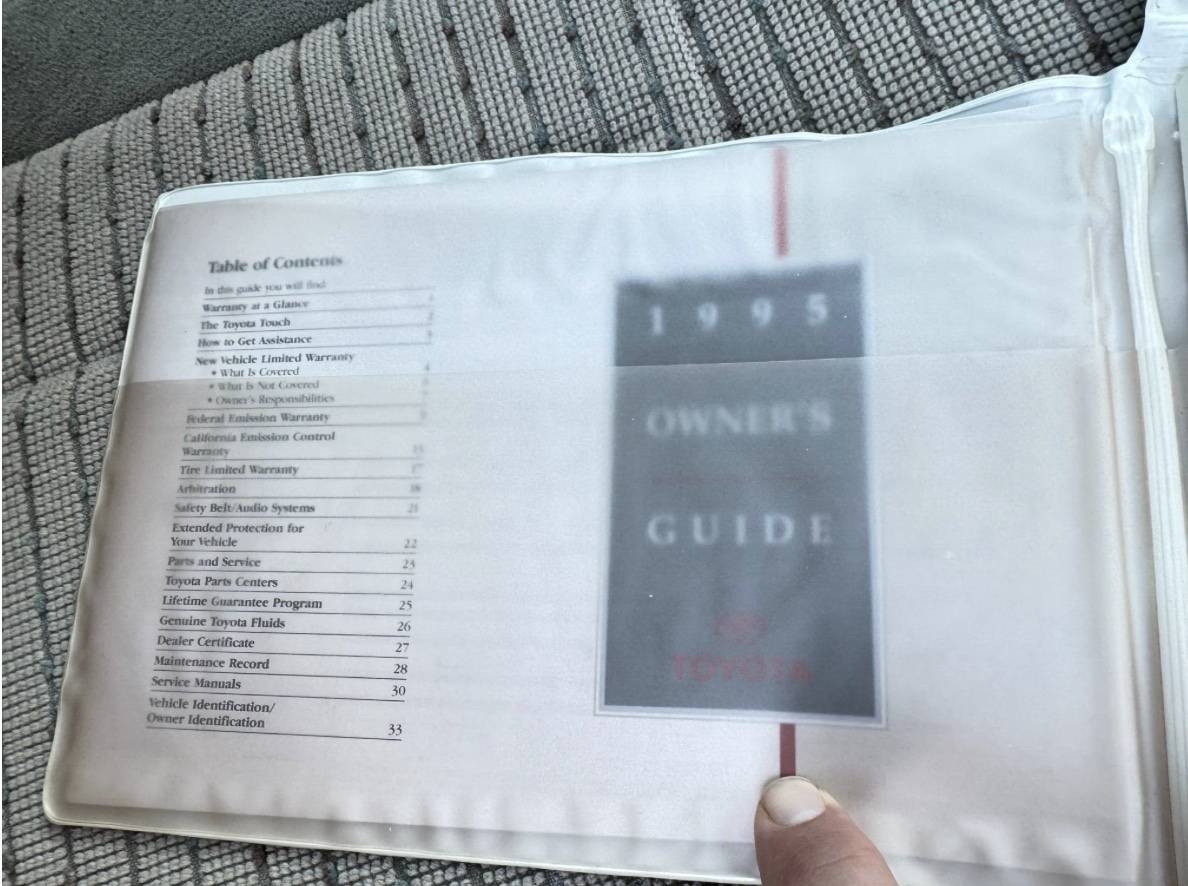 Table of Contents
In this guide you will find:
Warranty at a Glance
The Toyota Touch
How to Get Assistance
New Vehicle Limited Warranty
• What Is Covered
• What Is Not Covered
• Owner's Responsibilities
Federal Emission Warranty
California Emission Control
Warranty
Tire Limited Warranty
Arbitration 18
Safety Belt/Audio Systems 21
Extended Protection for
Your Vehicle 22
Parts and Service 23
Toyota Parts Centers 24
Lifetime Guarantee Program 25
Genuine Toyota Fluids 26
Dealer Certificate 27
Maintenance Record 28
Service Manuals 30
Vehicle Identification/
Owner Identification 33
1995
OWNER'S
GUIDE
TOYOTA